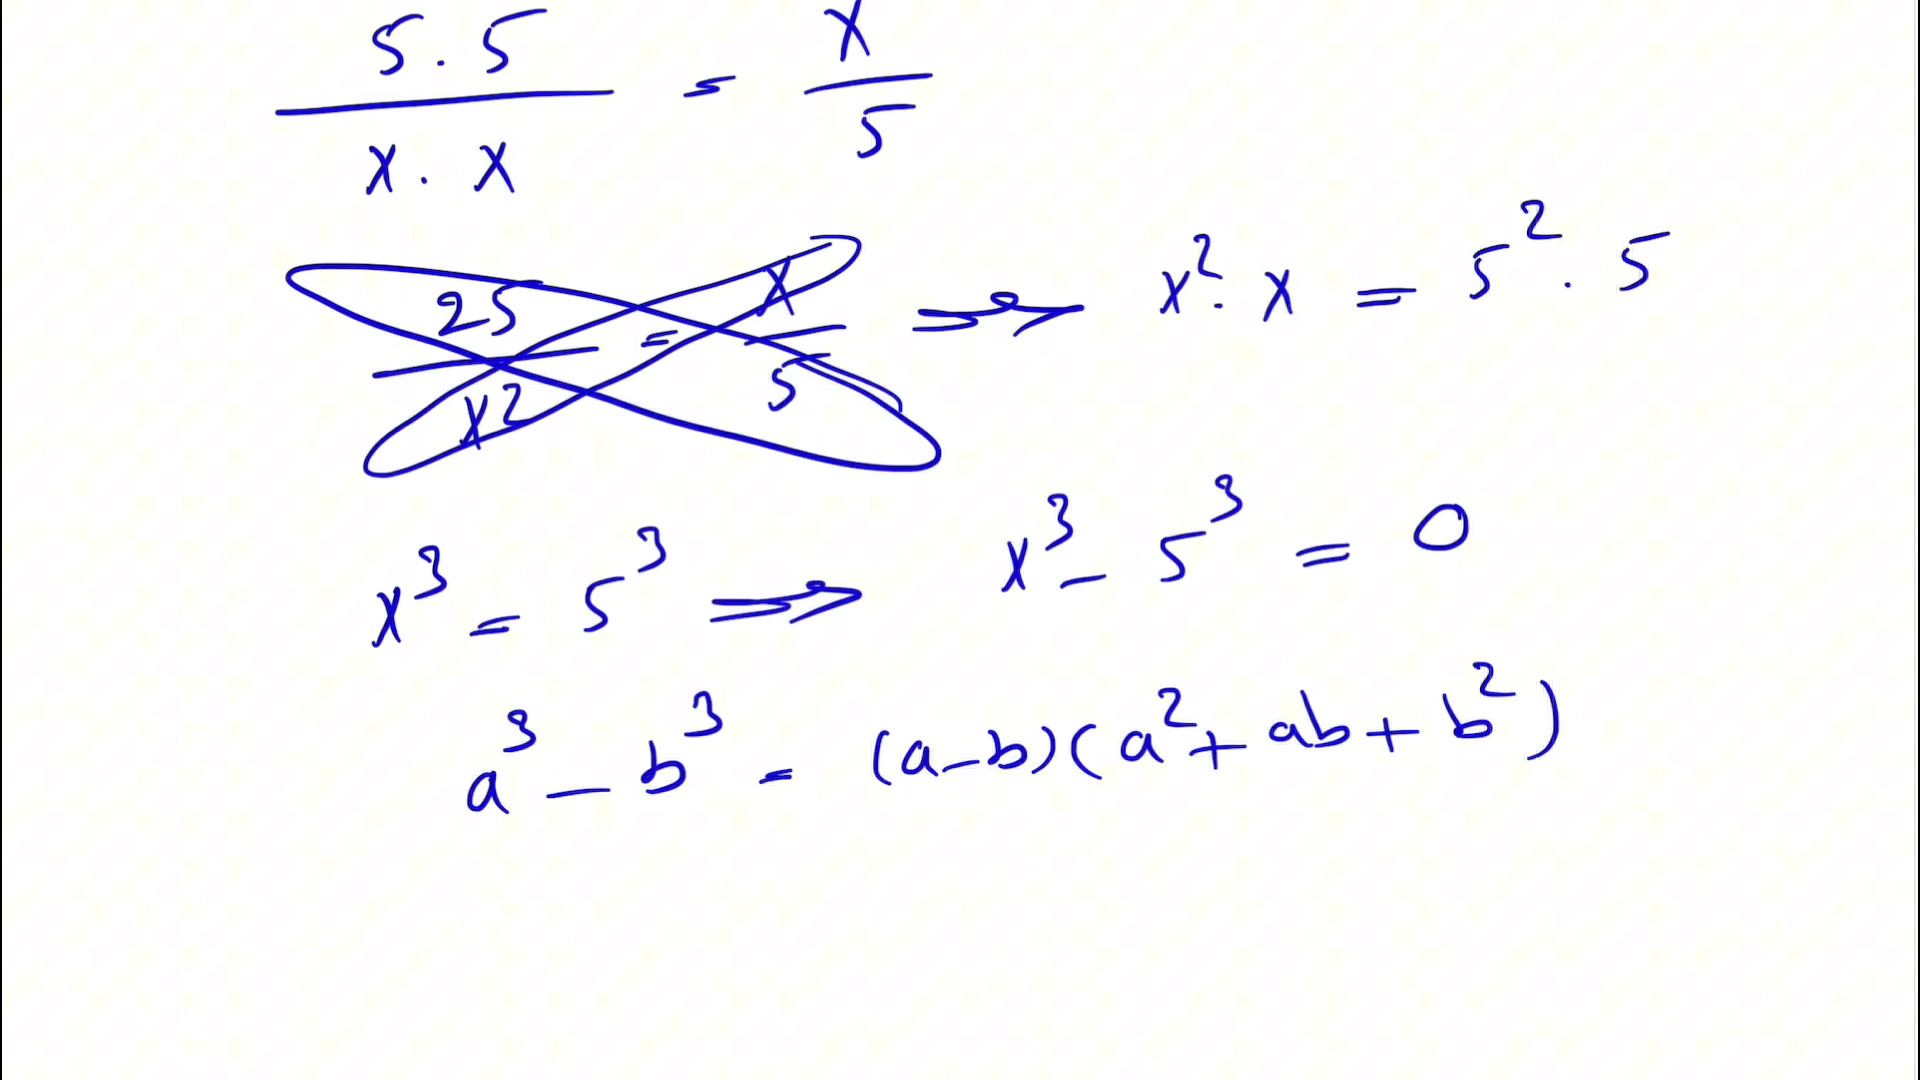 5 . 5 / x . x = x / 5
25 / x² = x / 5 ⇒ x² . x = 5² . 5
x³ = 5³ ⇒ x³ - 5³ = 0
a³ - b³ = (a-b)(a² + ab + b²)